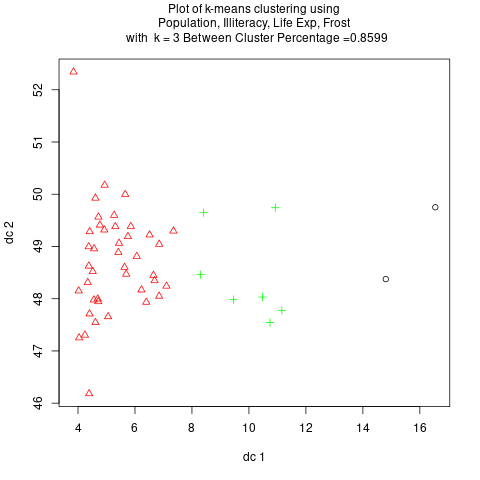 Plot of k-means clustering using
Population, Illiteracy, Life Exp, Frost
with k = 3 Between Cluster Percentage =0.8599
52
51
50
49
48
47
46
dc 2
4 6 8 10 12 14 16
dc 1